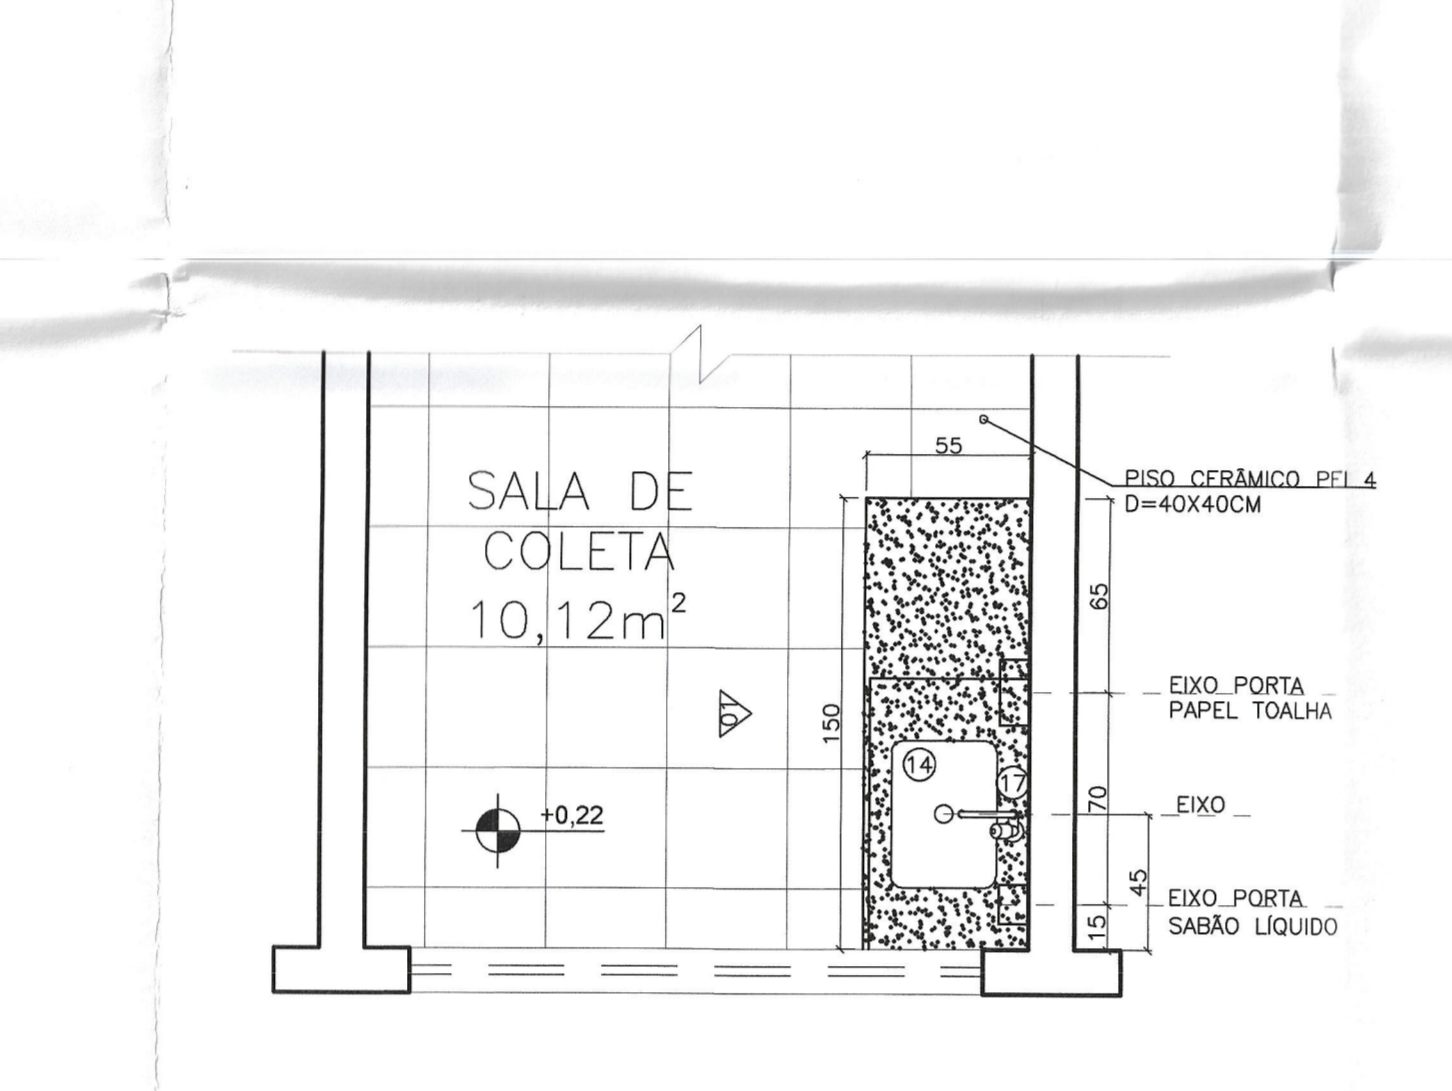 SALA DE
COLETA
10,12m²
55
PISO CERÂMICO PEI 4
D=40X40CM
65
EIXO PORTA
PAPEL TOALHA
01
150
14
17
70
EIXO
+0,22
45
EIXO PORTA
SABÃO LÍQUIDO
15